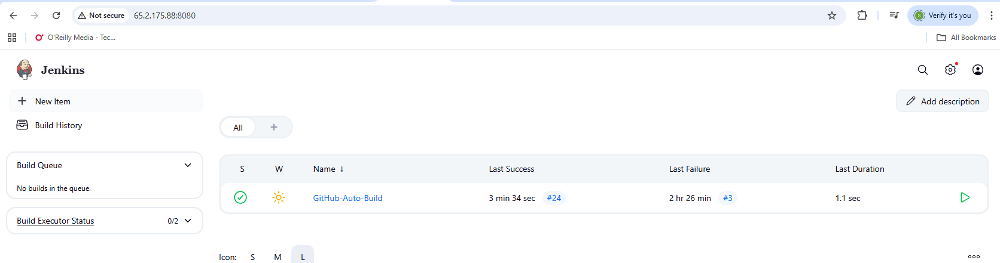 Not secure 65.2.175.88:8080
S Verify it's you
O'Reilly Media - Tec...
All Bookmarks
Jenkins
New Item
Add description
Build History
All +
Build Queue
No builds in the queue.
Build Executor Status 0/2
S W Name ↓ Last Success Last Failure Last Duration
GitHub-Auto-Build 3 min 34 sec #24 2 hr 26 min #3 1.1 sec
Icon: S M L